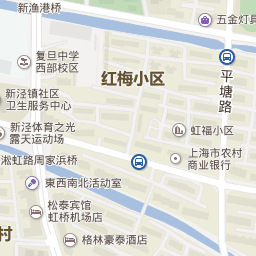 新渔港桥
五金灯具
复旦中学
西部校区
红梅小区
平塘路
新泾镇社区
卫生服务中心
新泾体育之光
露天运动场
虹福小区
淞虹路周家浜桥
上海市农村
商业银行
東西南北活动室
松泰宾馆
虹桥机场店
村
格林豪泰酒店